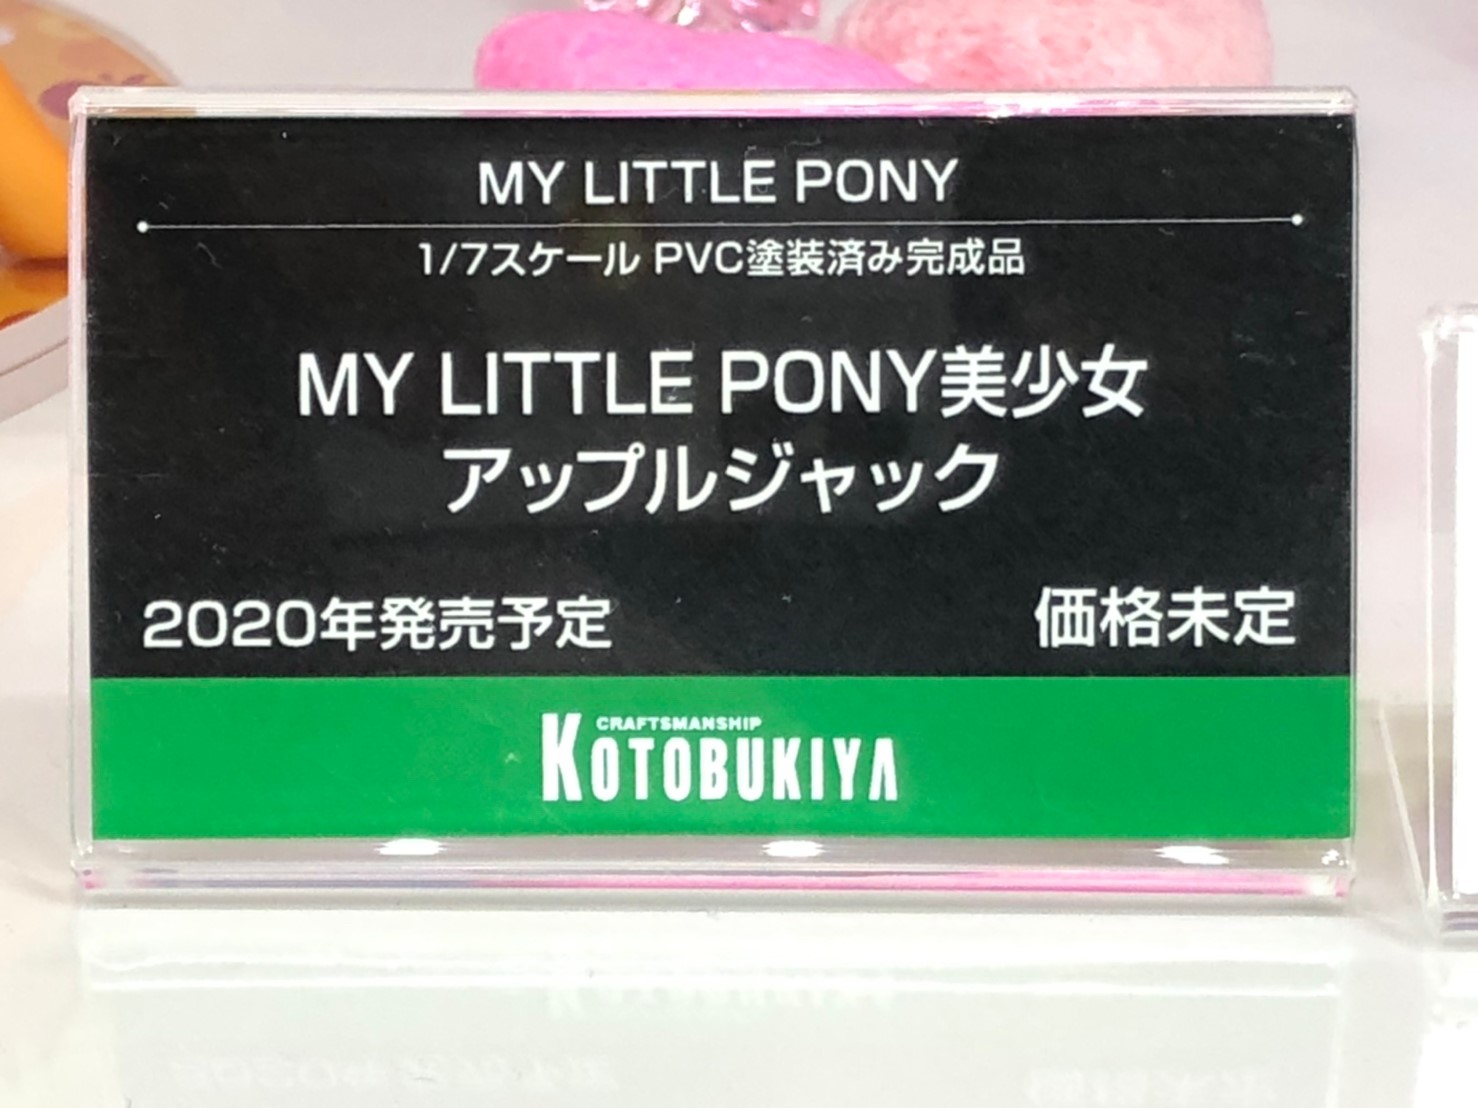 MY LITTLE PONY
1/7スケール PVC塗装済み完成品
MY LITTLE PONY美少女
アップルジャック
2020年発売予定
価格未定
CRAFTSMANSHIP
KOTOBUKIYA